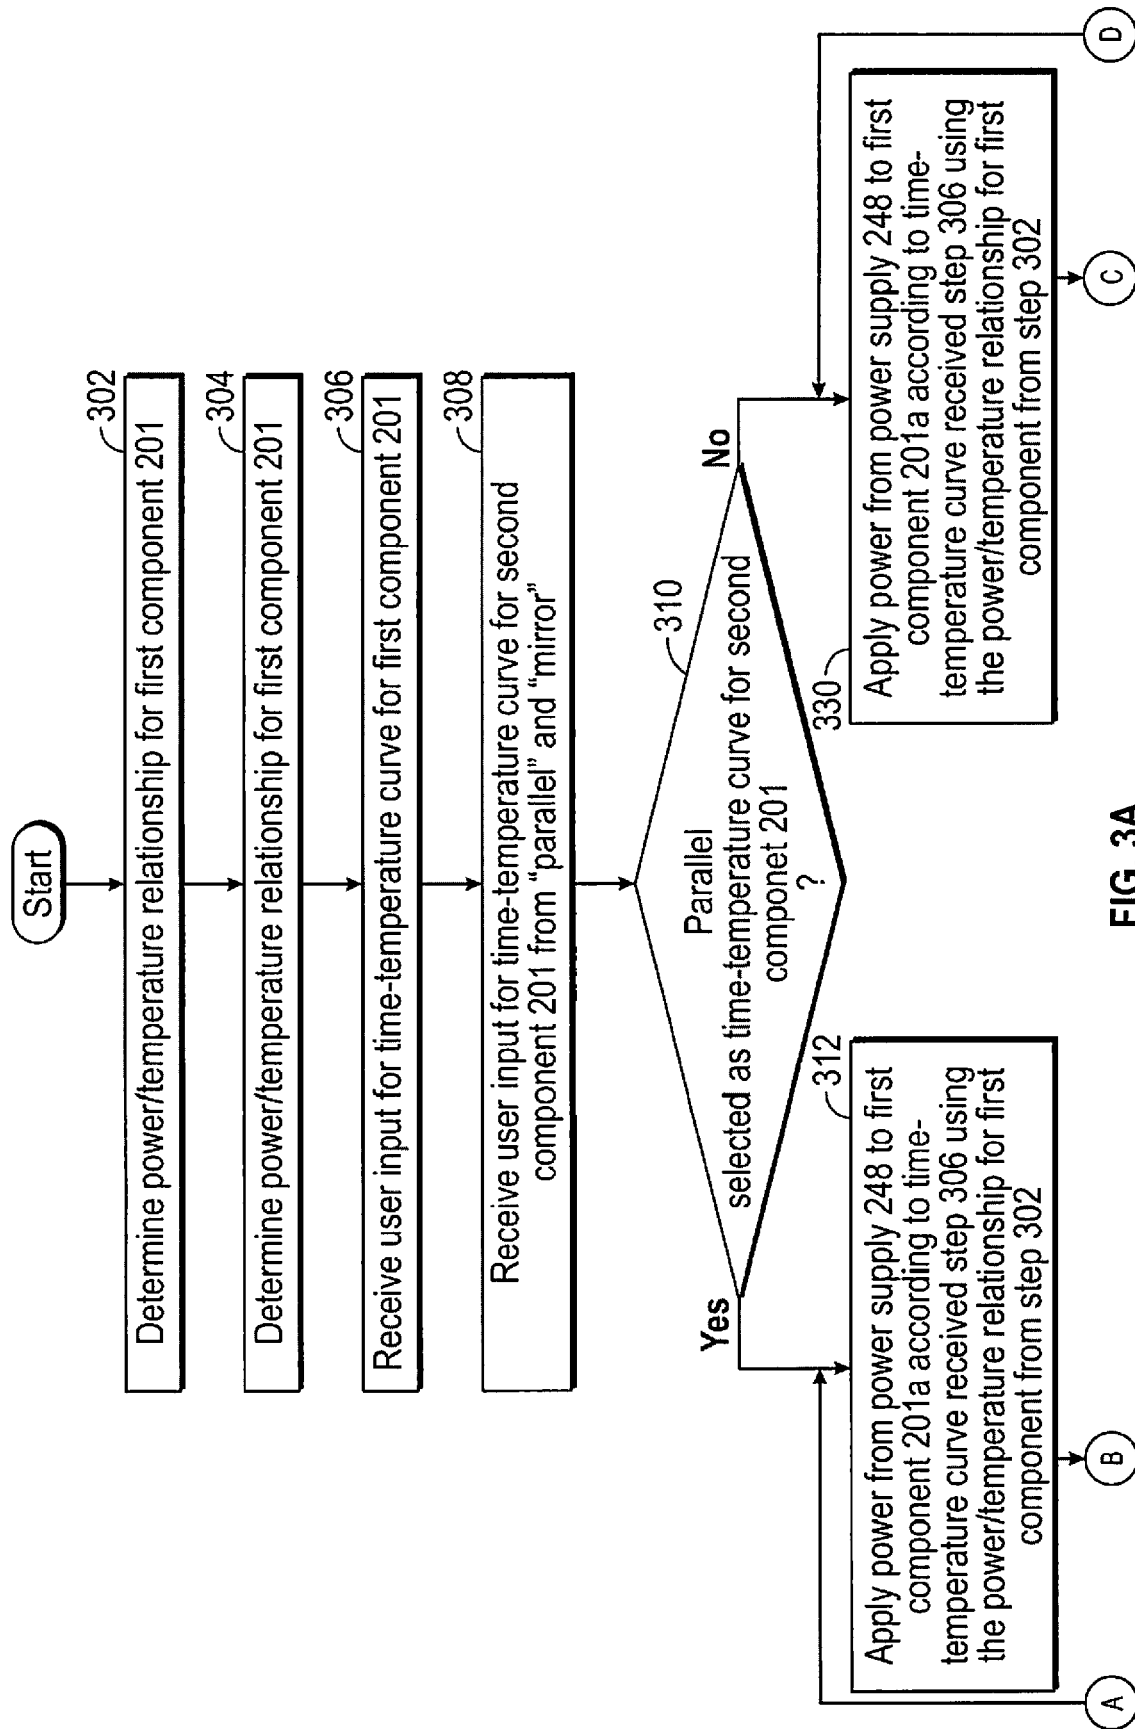 Start
302
Determine power/temperature relationship for first component 201
304
Determine power/temperature relationship for first component 201
306
Receive user input for time-temperature curve for first component 201
308
Receive user input for time-temperature curve for second
component 201 from “parallel” and “mirror”
310
Parallel
selected as time-temperature curve for second
componet 201
?
Yes
No
312
Apply power from power supply 248 to first
component 201a according to time-
temperature curve received step 306 using
the power/temperature relationship for first
component from step 302
330
Apply power from power supply 248 to first
component 201a according to time-
temperature curve received step 306 using
the power/temperature relationship for first
component from step 302
A
B
C
D
FIG. 3A